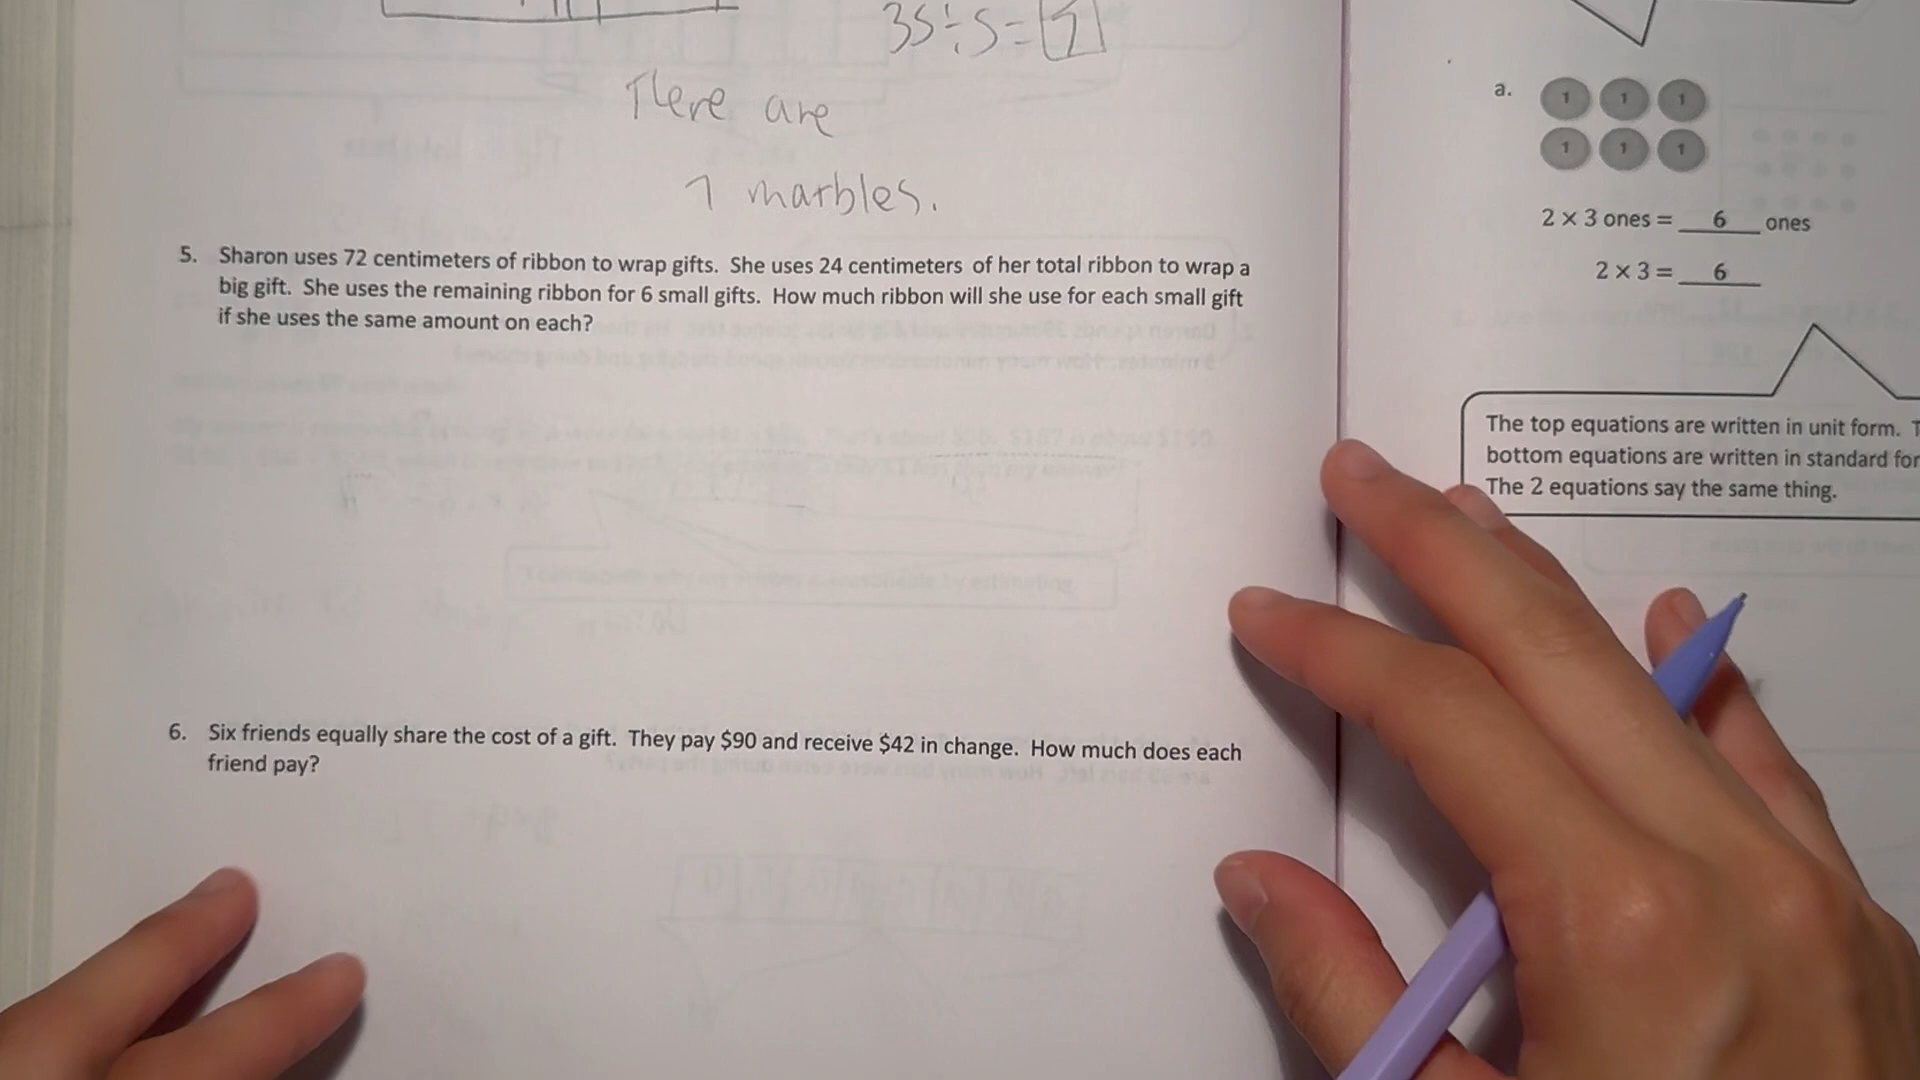 35÷5=7
There are
7 marbles.
5. Sharon uses 72 centimeters of ribbon to wrap gifts. She uses 24 centimeters of her total ribbon to wrap a
big gift. She uses the remaining ribbon for 6 small gifts. How much ribbon will she use for each small gift
if she uses the same amount on each?
6. Six friends equally share the cost of a gift. They pay $90 and receive $42 in change. How much does each
friend pay?
a.
1 1 1
1 1 1
2 × 3 ones = 6 ones
2 × 3 = 6
The top equations are written in unit form.
bottom equations are written in standard
The 2 equations say the same thing.